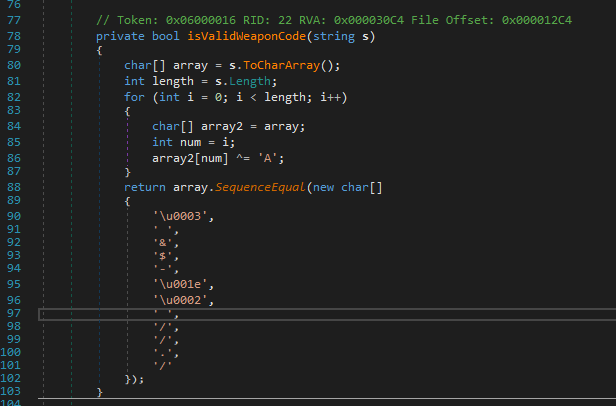 76
77 // Token: 0x06000016 RID: 22 RVA: 0x000030C4 File Offset: 0x000012C4
78 private bool isValidWeaponCode(string s)
79 {
80 char[] array = s.ToCharArray();
81 int length = s.Length;
82 for (int i = 0; i < length; i++)
83 {
84 char[] array2 = array;
85 int num = i;
86 array2[num] ^= 'A';
87 }
88 return array.SequenceEqual(new char[]
89 {
90 '\u0003',
91 ' ',
92 '&',
93 '$',
94 '-',
95 '\u001e',
96 '\u0002',
97 ' ',
98 '/',
99 '/',
100 '.',
101 '/'
102 });
103 }
104